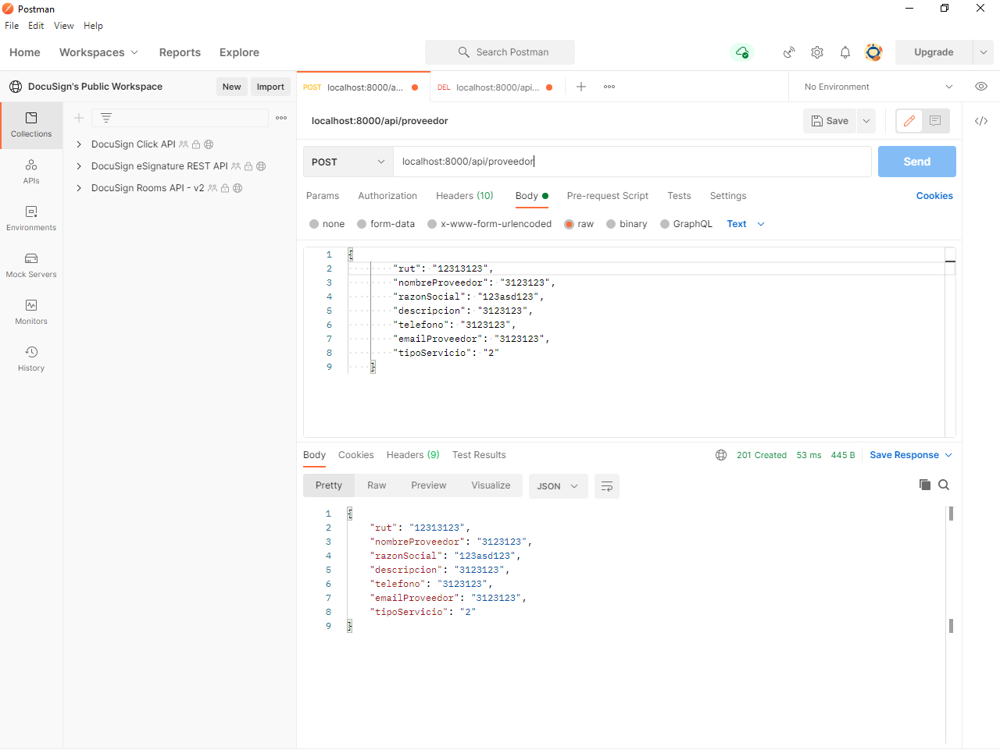 Postman
File Edit View Help
Home Workspaces Reports Explore Search Postman Upgrade
DocuSign's Public Workspace New Import POST localhost:8000/a... DEL localhost:8000/api... No Environment
Collections
APIs
Environments
Mock Servers
Monitors
History
DocuSign Click API
DocuSign eSignature REST API
DocuSign Rooms API - v2
localhost:8000/api/proveedor Save
POST localhost:8000/api/proveedor Send
Params Authorization Headers (10) Body Pre-request Script Tests Settings Cookies
none form-data x-www-form-urlencoded raw binary GraphQL Text
1 {
2 "rut": "12313123",
3 "nombreProveedor": "3123123",
4 "razonSocial": "123asd123",
5 "descripcion": "3123123",
6 "telefono": "3123123",
7 "emailProveedor": "3123123",
8 "tipoServicio": "2"
9 }
Body Cookies Headers (9) Test Results 201 Created 53 ms 445 B Save Response
Pretty Raw Preview Visualize JSON
1 {
2 "rut": "12313123",
3 "nombreProveedor": "3123123",
4 "razonSocial": "123asd123",
5 "descripcion": "3123123",
6 "telefono": "3123123",
7 "emailProveedor": "3123123",
8 "tipoServicio": "2"
9 }